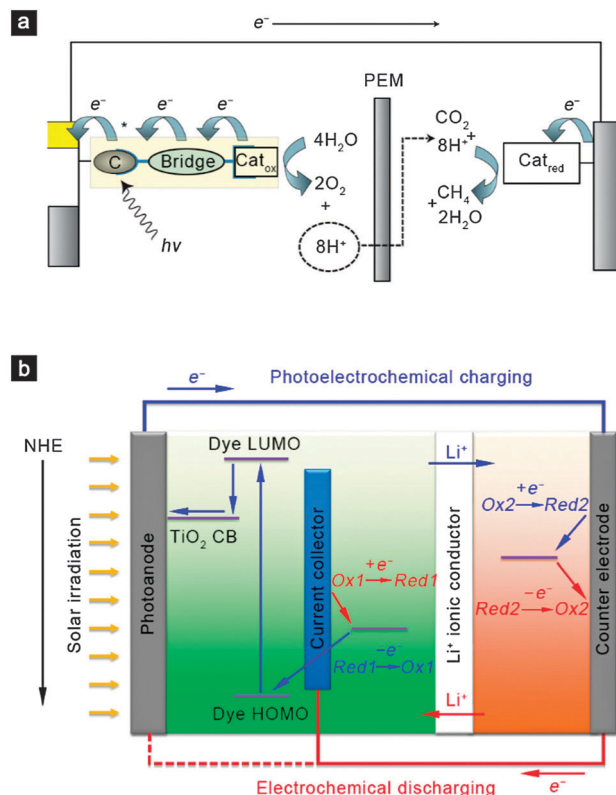 a
e⁻
PEM
e⁻
*
e⁻
e⁻
e⁻
C
Bridge
Catox
4H₂O
2O₂
+
8H⁺
hν
CO₂
+
8H⁺
+CH₄
2H₂O
Catred
b
e⁻
Photoelectrochemical charging
NHE
Solar irradiation
Photoanode
Dye LUMO
TiO₂ CB
Dye HOMO
Current collector
+e⁻
Ox1→Red1
−e⁻
Red1→Ox1
Li⁺
Li⁺ ionic conductor
Li⁺
+e⁻
Ox2→Red2
−e⁻
Red2→Ox2
Counter electrode
Electrochemical discharging
e⁻